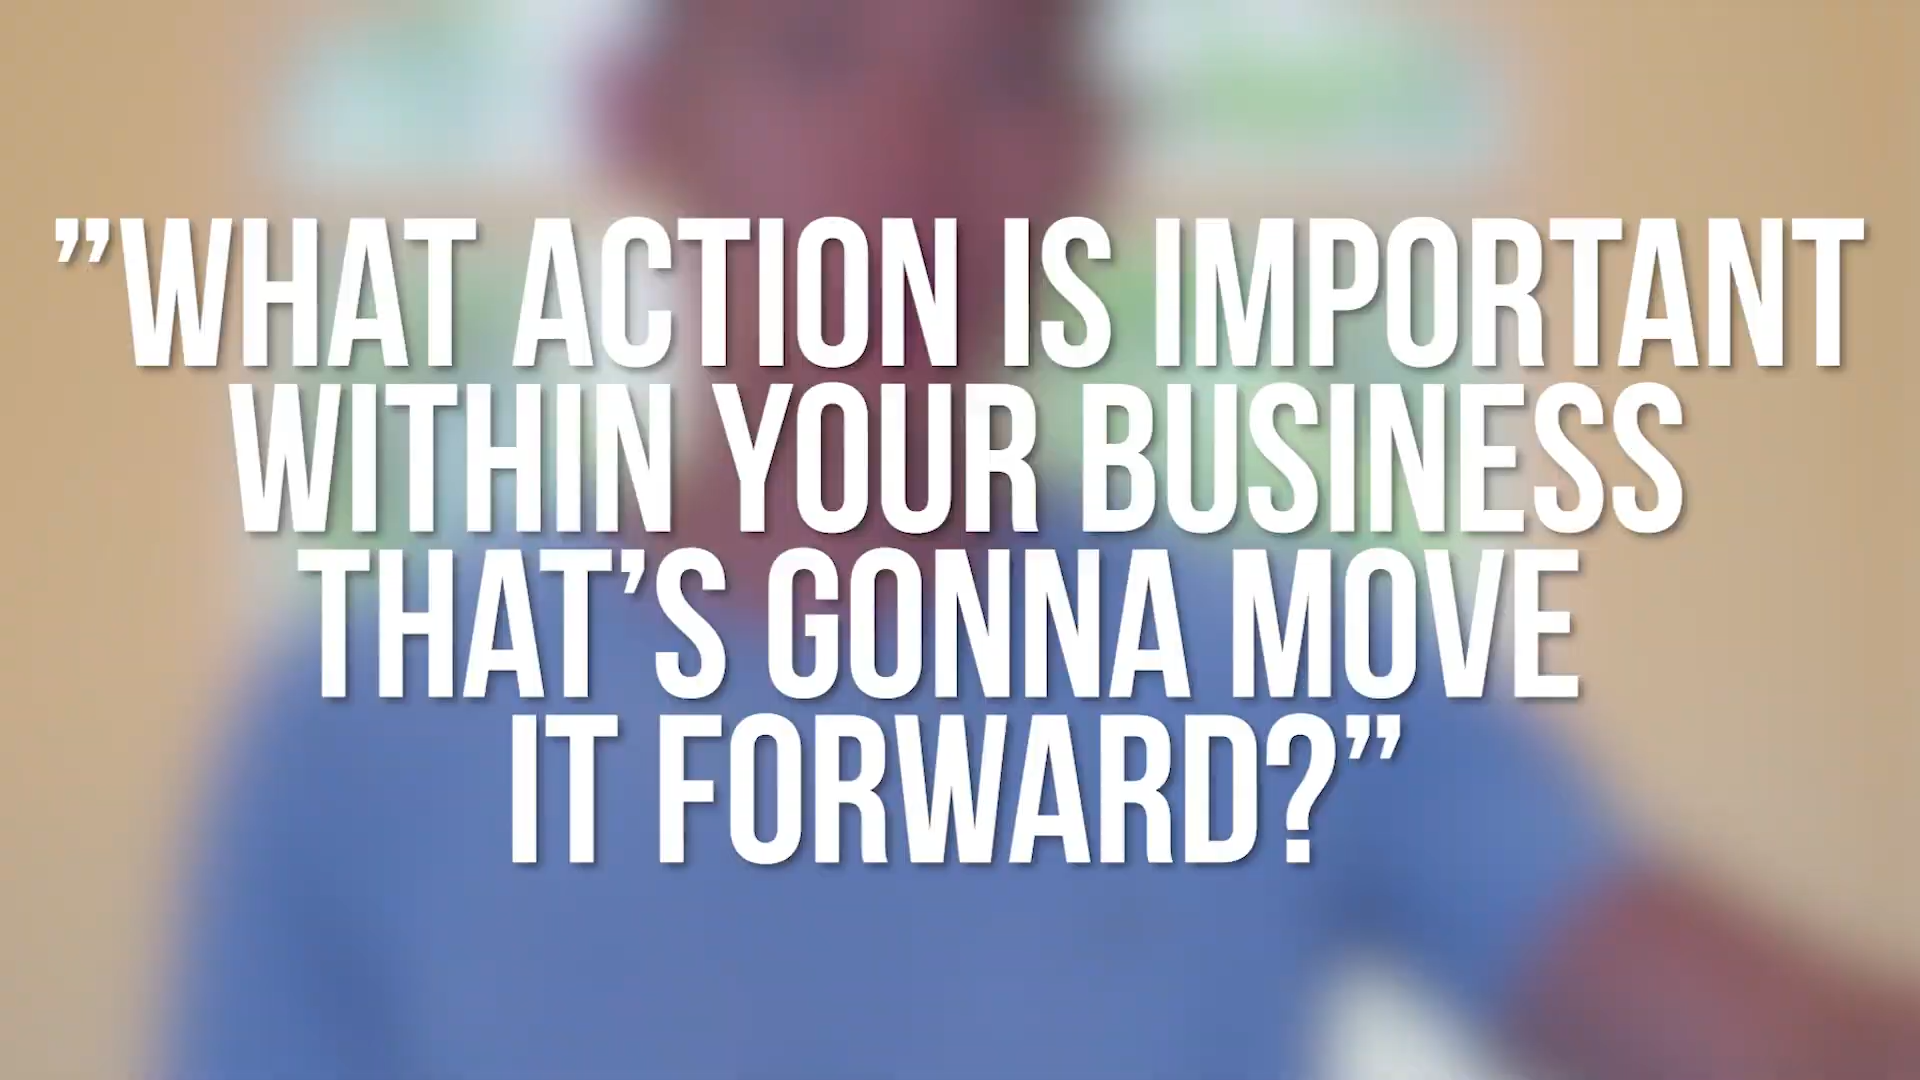 ”WHAT ACTION IS IMPORTANT
WITHIN YOUR BUSINESS
THAT’S GONNA MOVE
IT FORWARD?”